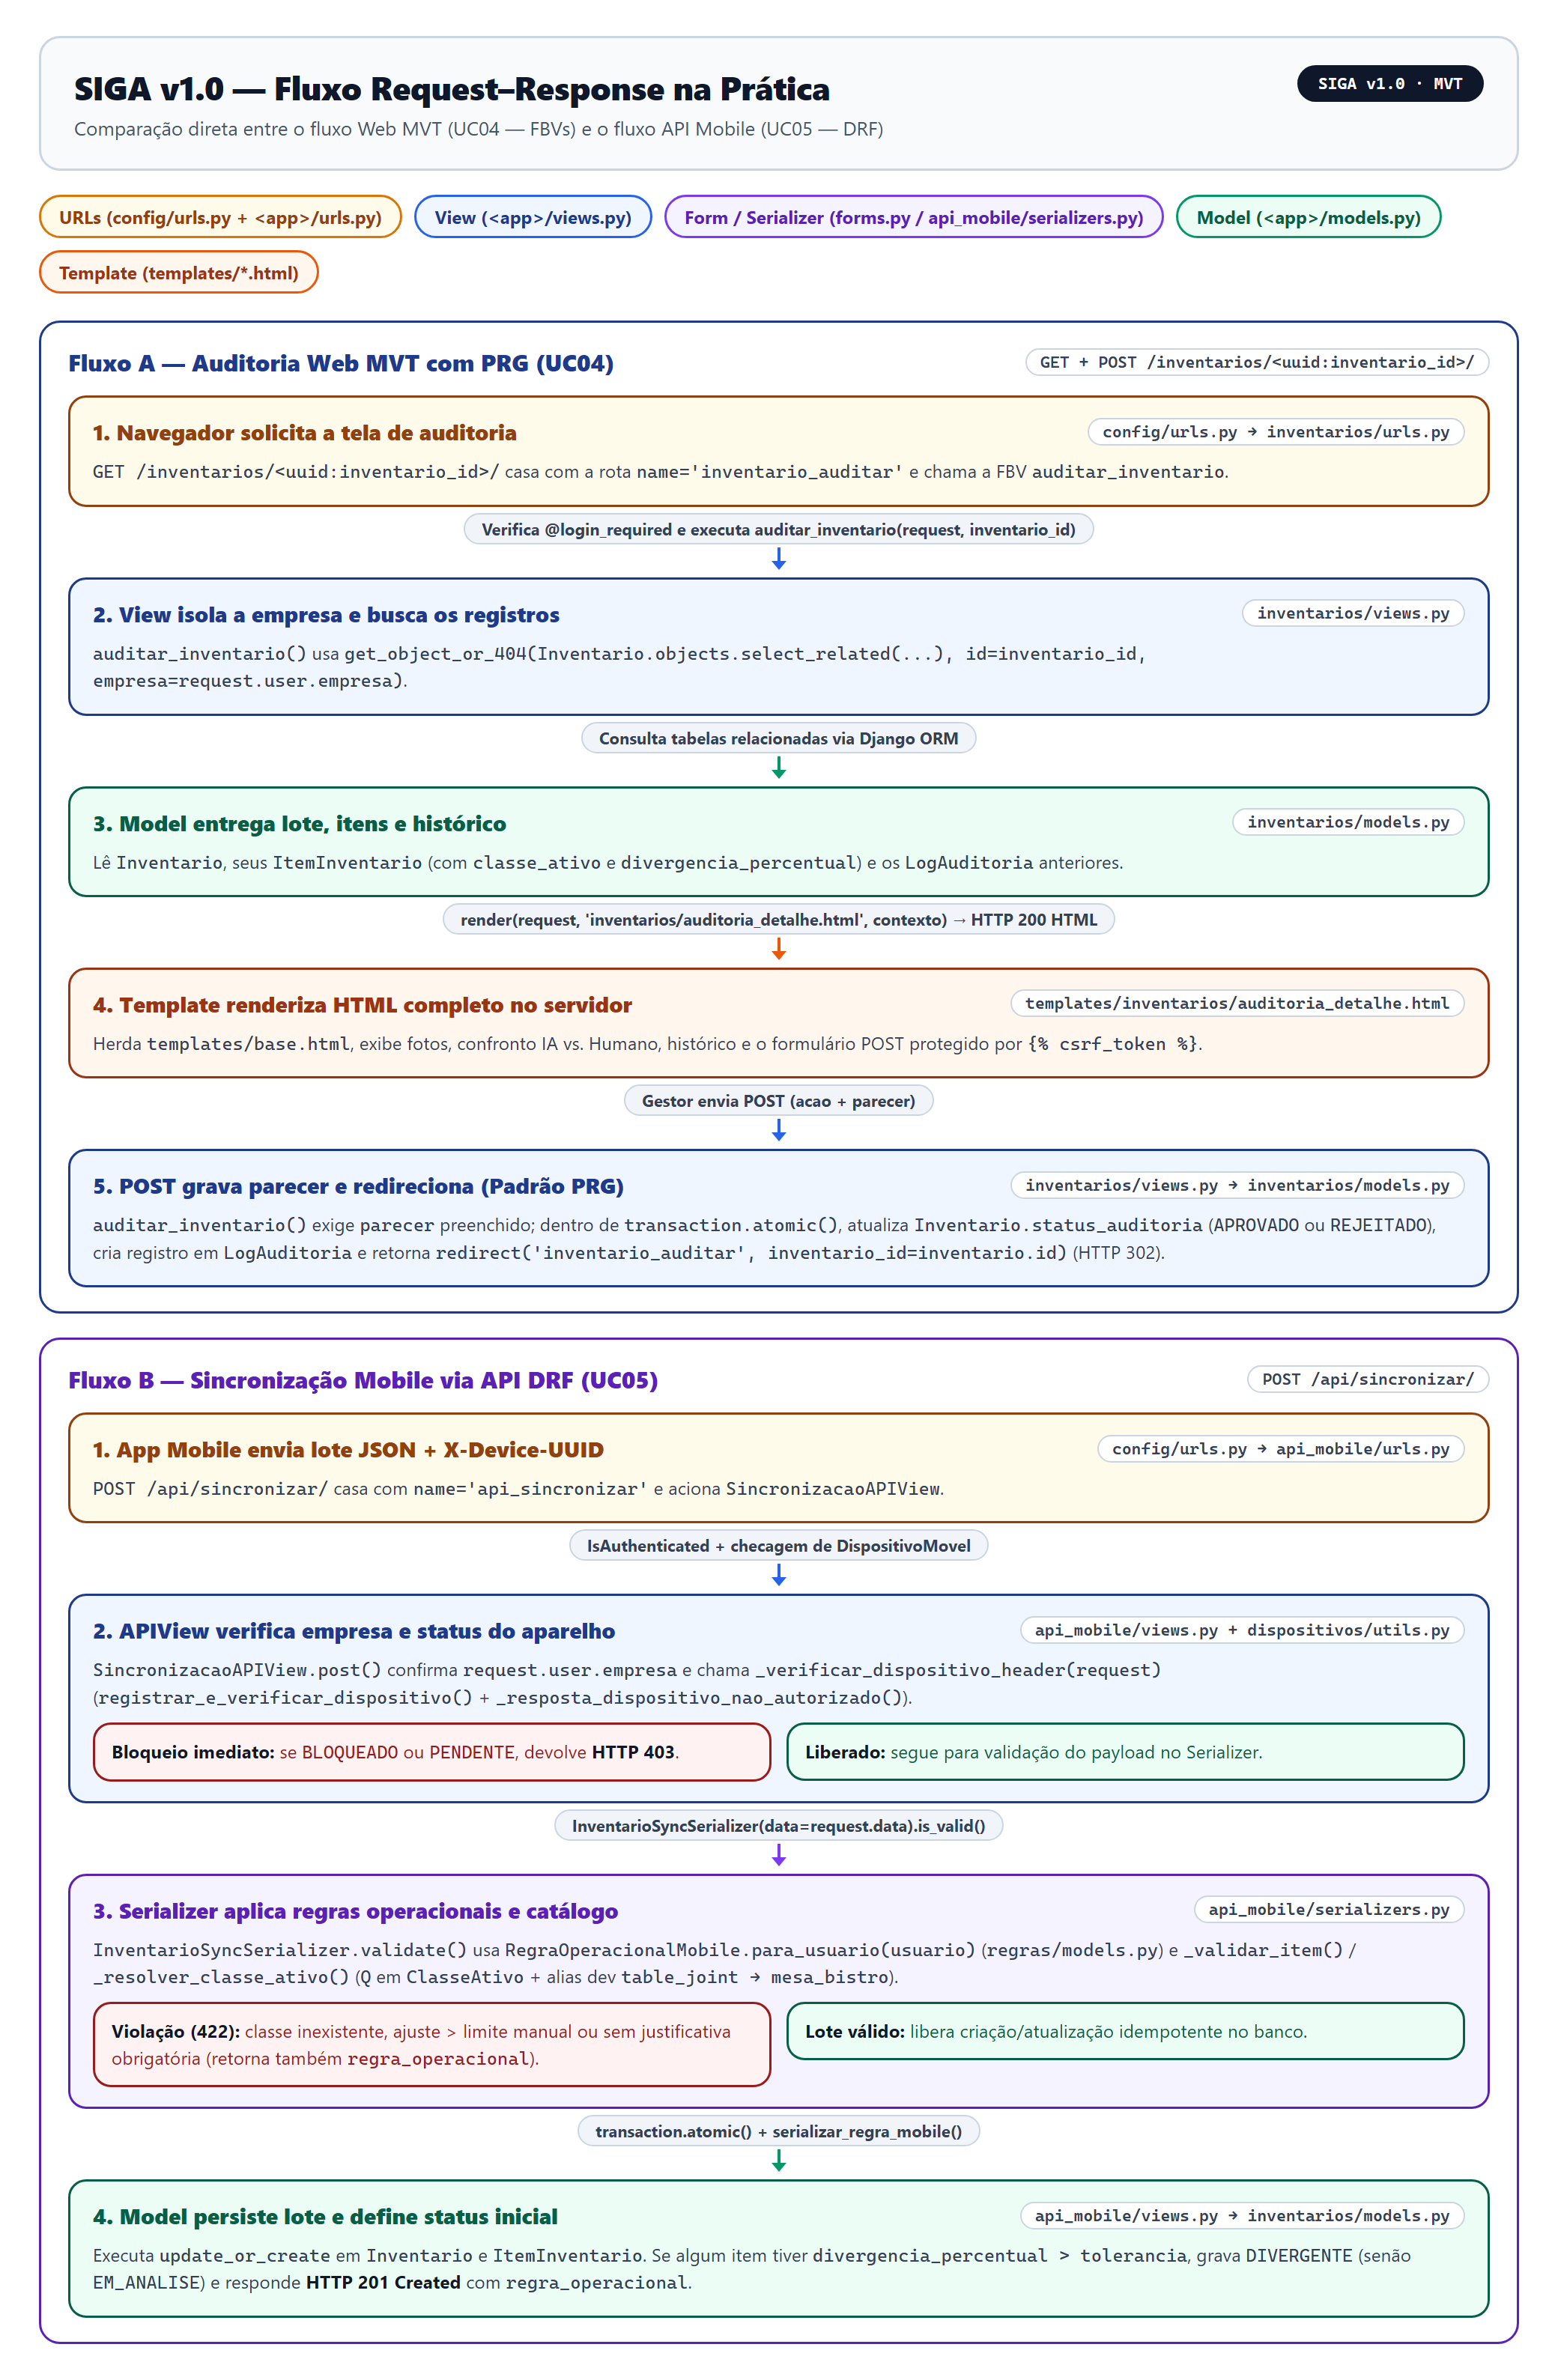 SIGA v1.0 — Fluxo Request–Response na Prática
SIGA v1.0 · MVT
Comparação direta entre o fluxo Web MVT (UC04 — FBVs) e o fluxo API Mobile (UC05 — DRF)
URLs (config/urls.py + <app>/urls.py)
View (<app>/views.py)
Form / Serializer (forms.py / api_mobile/serializers.py)
Model (<app>/models.py)
Template (templates/*.html)
Fluxo A — Auditoria Web MVT com PRG (UC04)
GET + POST /inventarios/<uuid:inventario_id>/
1. Navegador solicita a tela de auditoria
config/urls.py → inventarios/urls.py
GET /inventarios/<uuid:inventario_id>/ casa com a rota name='inventario_auditar' e chama a FBV auditar_inventario.
Verifica @login_required e executa auditar_inventario(request, inventario_id)
2. View isola a empresa e busca os registros
inventarios/views.py
auditar_inventario() usa get_object_or_404(Inventario.objects.select_related(...), id=inventario_id,
empresa=request.user.empresa).
Consulta tabelas relacionadas via Django ORM
3. Model entrega lote, itens e histórico
inventarios/models.py
Lê Inventario, seus ItemInventario (com classe_ativo e divergencia_percentual) e os LogAuditoria anteriores.
render(request, 'inventarios/auditoria_detalhe.html', contexto) → HTTP 200 HTML
4. Template renderiza HTML completo no servidor
templates/inventarios/auditoria_detalhe.html
Herda templates/base.html, exibe fotos, confronto IA vs. Humano, histórico e o formulário POST protegido por {% csrf_token %}.
Gestor envia POST (acao + parecer)
5. POST grava parecer e redireciona (Padrão PRG)
inventarios/views.py → inventarios/models.py
auditar_inventario() exige parecer preenchido; dentro de transaction.atomic(), atualiza Inventario.status_auditoria (APROVADO ou REJEITADO),
cria registro em LogAuditoria e retorna redirect('inventario_auditar', inventario_id=inventario.id) (HTTP 302).
Fluxo B — Sincronização Mobile via API DRF (UC05)
POST /api/sincronizar/
1. App Mobile envia lote JSON + X-Device-UUID
config/urls.py → api_mobile/urls.py
POST /api/sincronizar/ casa com name='api_sincronizar' e aciona SincronizacaoAPIView.
IsAuthenticated + checagem de DispositivoMovel
2. APIView verifica empresa e status do aparelho
api_mobile/views.py + dispositivos/utils.py
SincronizacaoAPIView.post() confirma request.user.empresa e chama _verificar_dispositivo_header(request)
(registrar_e_verificar_dispositivo() + _resposta_dispositivo_nao_autorizado()).
Bloqueio imediato: se BLOQUEADO ou PENDENTE, devolve HTTP 403.
Liberado: segue para validação do payload no Serializer.
InventarioSyncSerializer(data=request.data).is_valid()
3. Serializer aplica regras operacionais e catálogo
api_mobile/serializers.py
InventarioSyncSerializer.validate() usa RegraOperacionalMobile.para_usuario(usuario) (regras/models.py) e _validar_item() /
_resolver_classe_ativo() (Q em ClasseAtivo + alias dev table_joint → mesa_bistro).
Violação (422): classe inexistente, ajuste > limite manual ou sem justificativa
obrigatória (retorna também regra_operacional).
Lote válido: libera criação/atualização idempotente no banco.
transaction.atomic() + serializar_regra_mobile()
4. Model persiste lote e define status inicial
api_mobile/views.py → inventarios/models.py
Executa update_or_create em Inventario e ItemInventario. Se algum item tiver divergencia_percentual > tolerancia, grava DIVERGENTE (senão
EM_ANALISE) e responde HTTP 201 Created com regra_operacional.